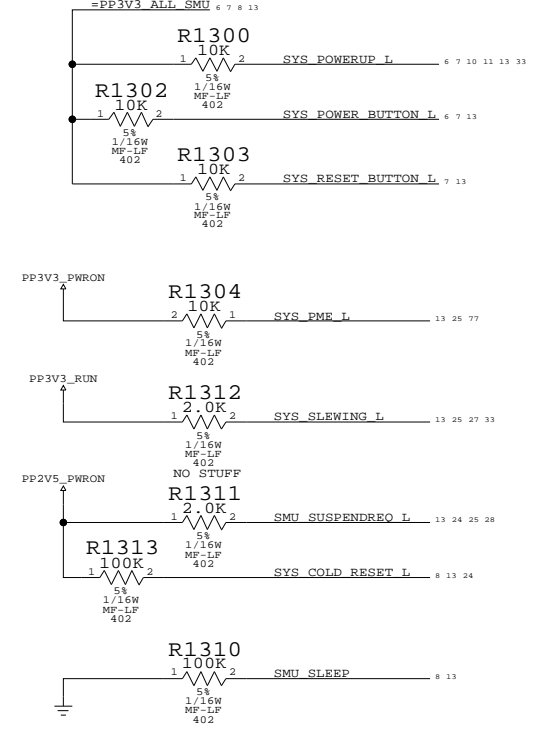 =PP3V3_ALL_SMU 6 7 8 13
R1300
10K
1 2 SYS_POWERUP_L 6 7 10 11 13 33
5%
1/16W
MF-LF
402
R1302
10K
1 2 SYS_POWER_BUTTON_L 6 7 13
5%
1/16W
MF-LF
402
R1303
10K
1 2 SYS_RESET_BUTTON_L 7 13
5%
1/16W
MF-LF
402
PP3V3_PWRON
R1304
10K
2 1 SYS_PME_L 13 25 77
5%
1/16W
MF-LF
402
PP3V3_RUN
R1312
2.0K
1 2 SYS_SLEWING_L 13 25 27 33
5%
1/16W
MF-LF
402
NO STUFF
PP2V5_PWRON
R1311
2.0K
1 2 SMU_SUSPENDREQ_L 13 24 25 28
5%
1/16W
MF-LF
402
R1313
100K
1 2 SYS_COLD_RESET_L 8 13 24
5%
1/16W
MF-LF
402
R1310
100K
1 2 SMU_SLEEP 8 13
5%
1/16W
MF-LF
402